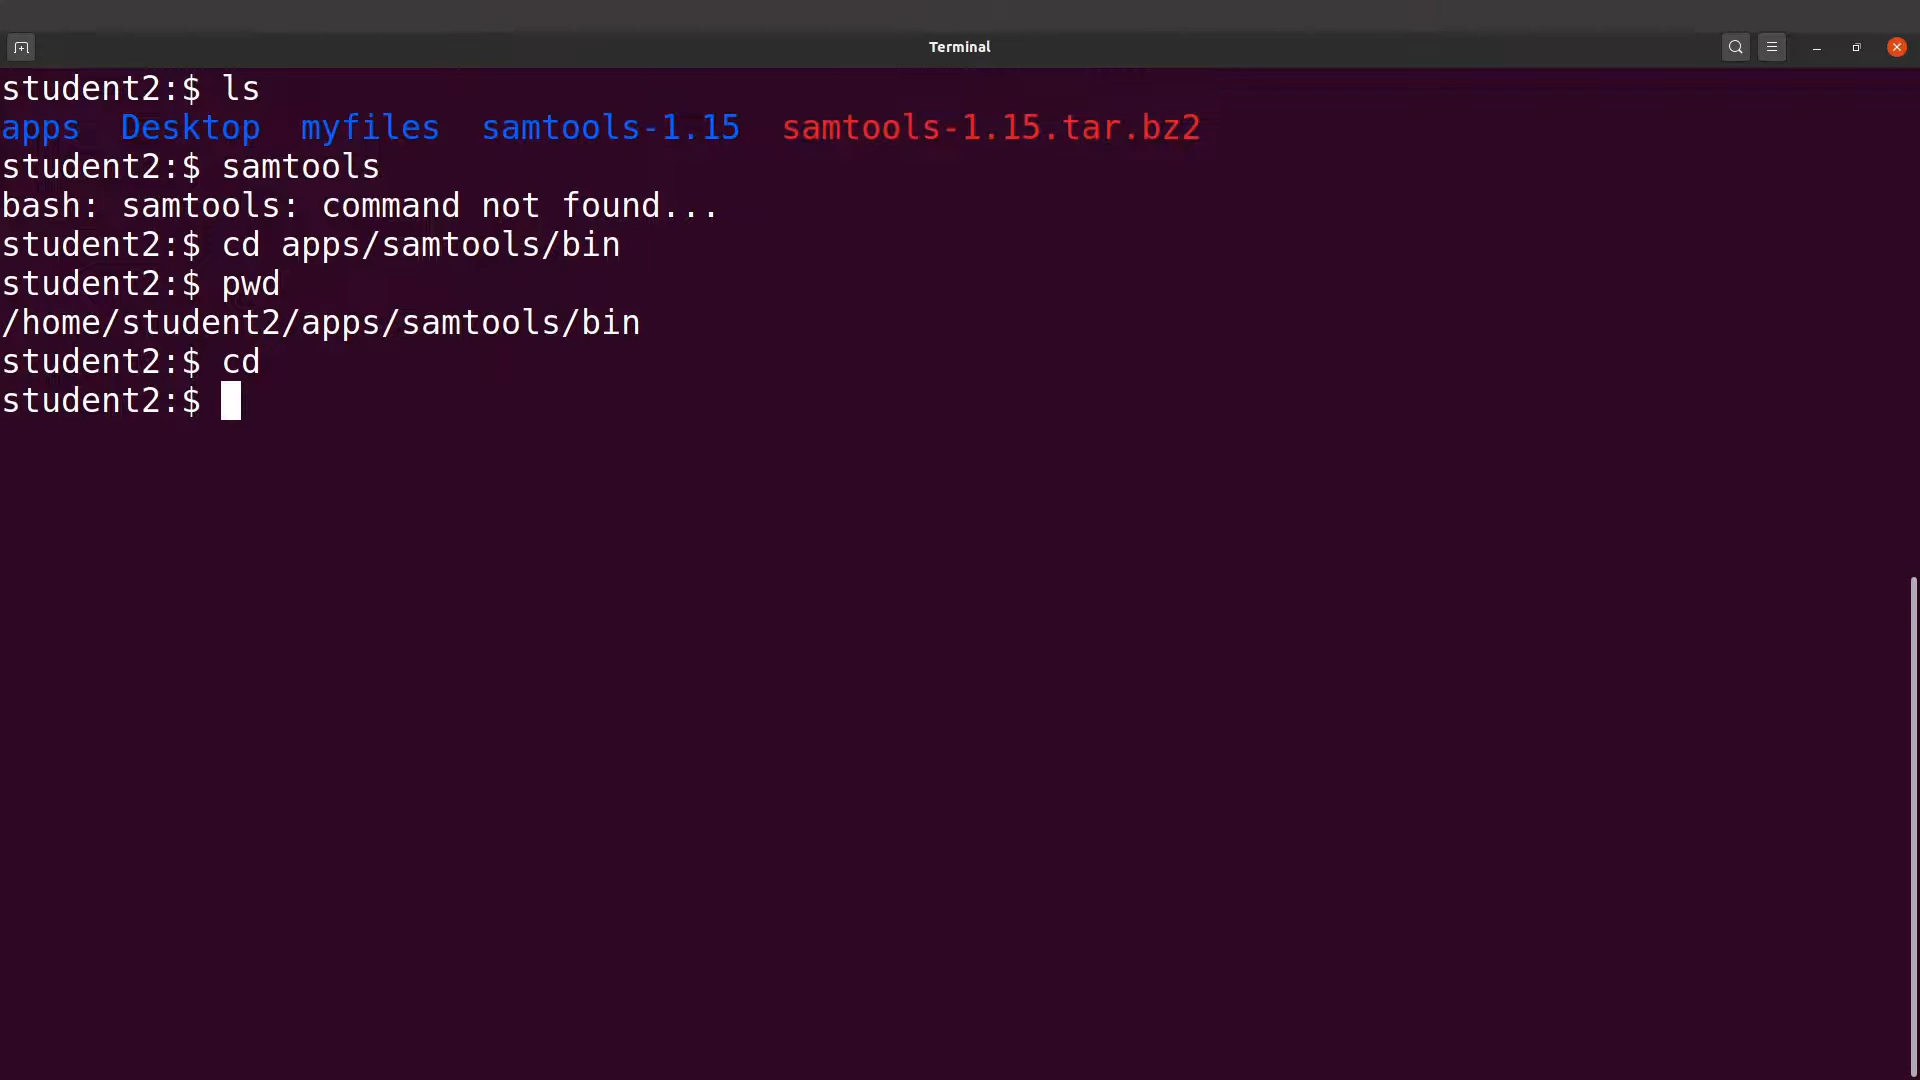 Terminal
student2:$ ls
apps  Desktop  myfiles  samtools-1.15  samtools-1.15.tar.bz2
student2:$ samtools
bash: samtools: command not found...
student2:$ cd apps/samtools/bin
student2:$ pwd
/home/student2/apps/samtools/bin
student2:$ cd
student2:$